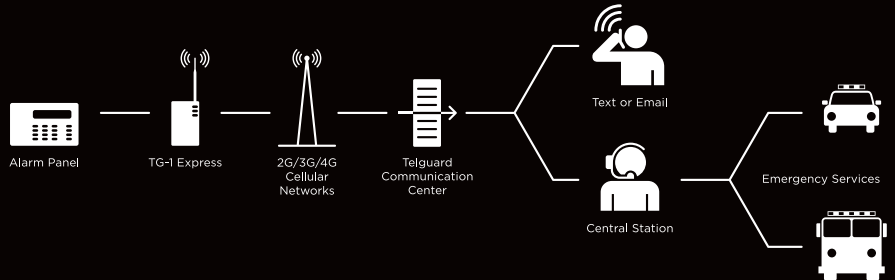 Text or Email
Alarm Panel
TG-1 Express
2G/3G/4G
Cellular
Networks
Telguard
Communication
Center
Central Station
Emergency Services